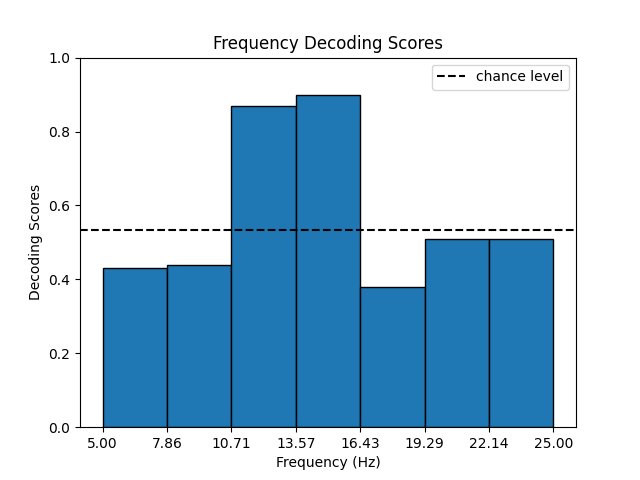 Frequency Decoding Scores
chance level
Decoding Scores
1.0
0.8
0.6
0.4
0.2
0.0
5.00 7.86 10.71 13.57 16.43 19.29 22.14 25.00
Frequency (Hz)